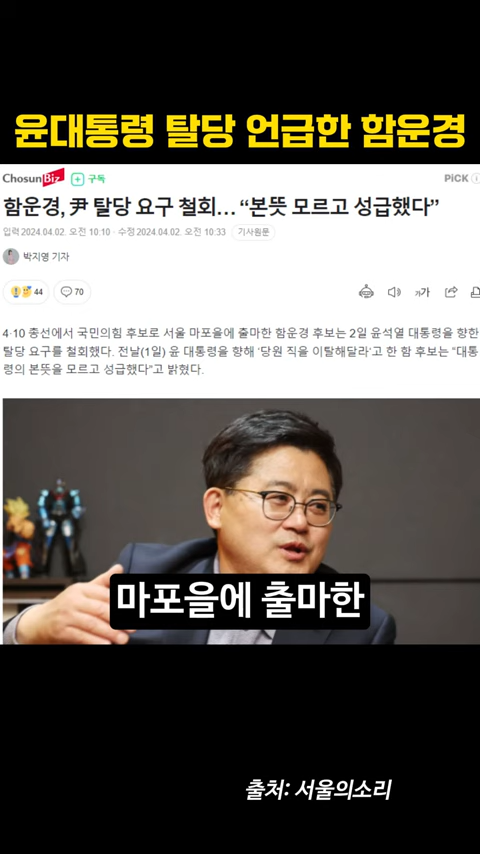 윤대통령 탈당 언급한 함운경
ChosunBiz 구독 PiCK
함운경, 尹 탈당 요구 철회… “본뜻 모르고 성급했다”
입력 2024.04.02. 오전 10:10 · 수정 2024.04.02. 오전 10:33 기사원문
박지영 기자
44 70 가가
4·10 총선에서 국민의힘 후보로 서울 마포을에 출마한 함운경 후보는 2일 윤석열 대통령을 향한
탈당 요구를 철회했다. 전날(1일) 윤 대통령을 향해 ‘당원 직을 이탈해달라’고 한 함 후보는 “대통
령의 본뜻을 모르고 성급했다”고 밝혔다.
마포을에 출마한
출처: 서울의소리